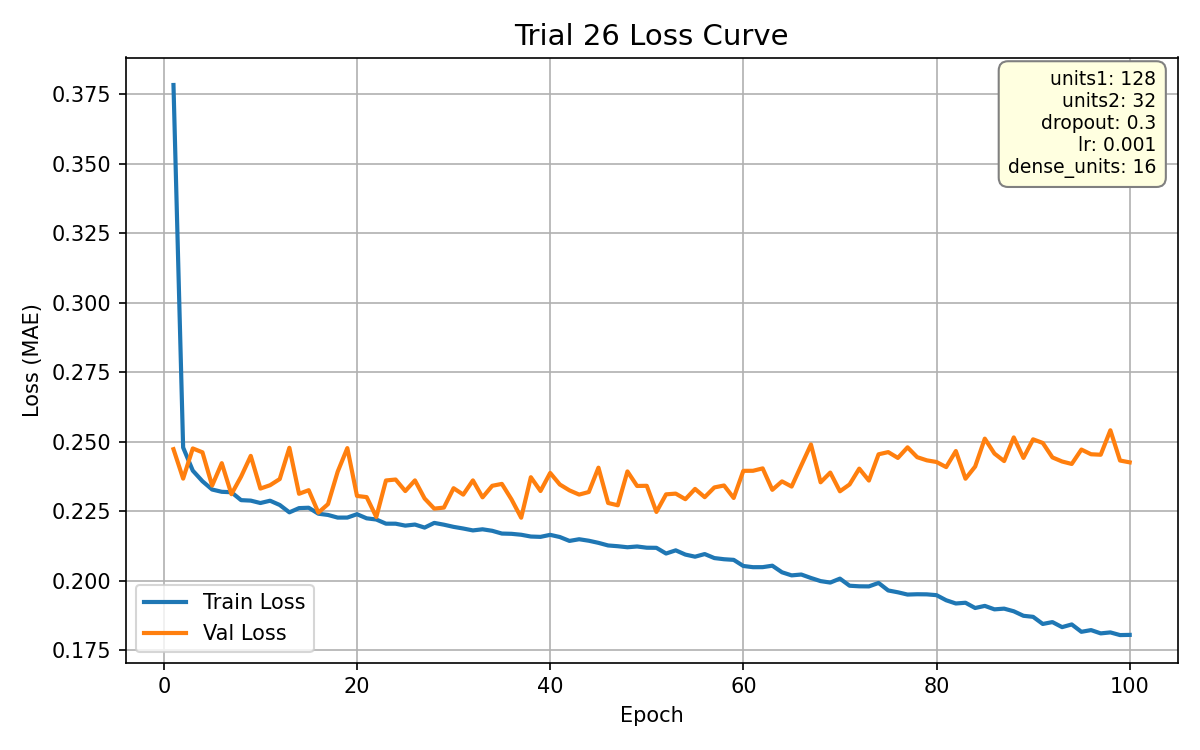 Trial 26 Loss Curve
units1: 128
units2: 32
dropout: 0.3
lr: 0.001
dense_units: 16
Loss (MAE)
0.375
0.350
0.325
0.300
0.275
0.250
0.225
0.200
0.175
Train Loss
Val Loss
0 20 40 60 80 100
Epoch